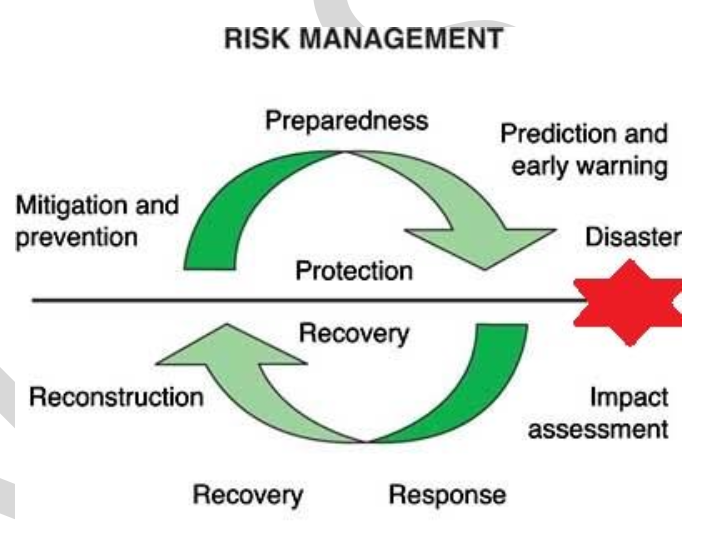 RISK MANAGEMENT
Preparedness
Prediction and
early warning
Mitigation and
prevention
Disaster
Protection
Recovery
Reconstruction
Impact
assessment
Recovery
Response